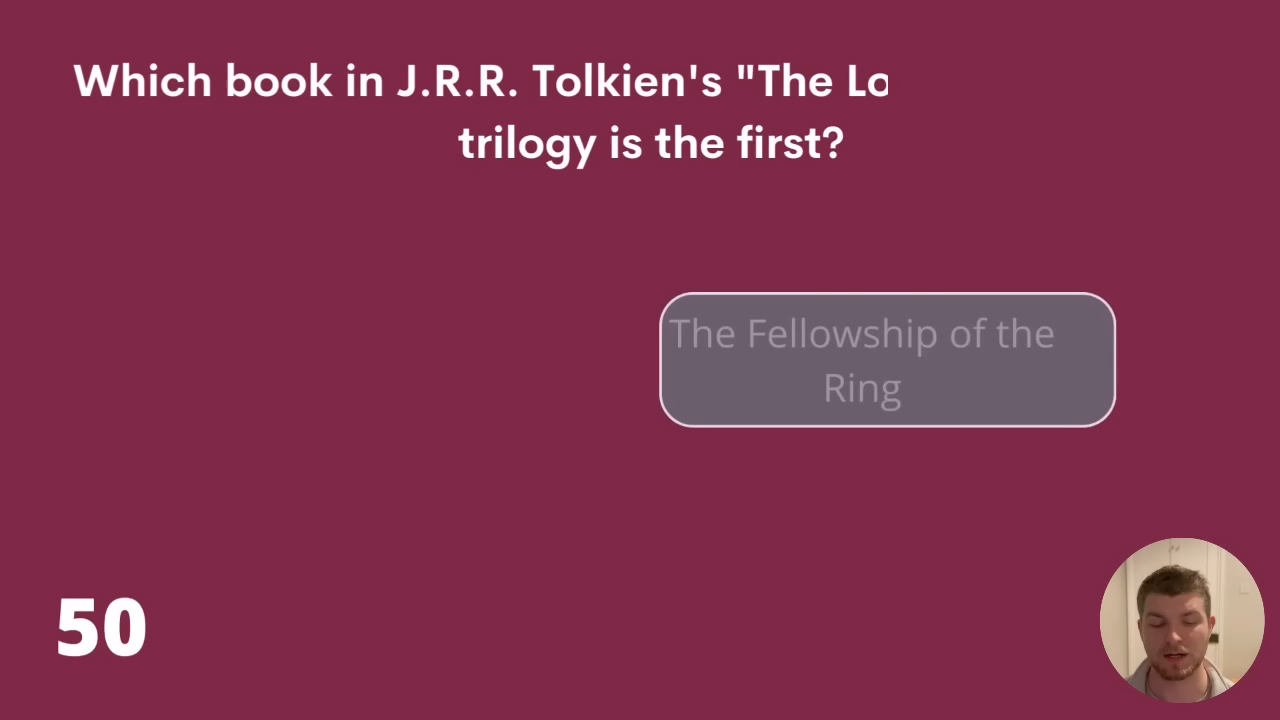 Which book in J.R.R. Tolkien's "The Lo
trilogy is the first?
The Fellowship of the
Ring
50